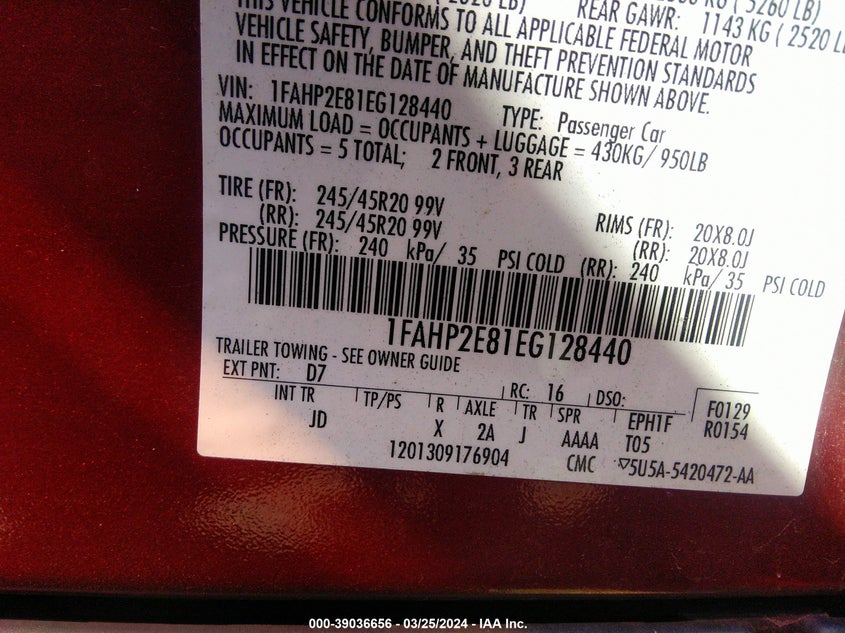 THIS VEHICLE CONFORMS TO ALL APPLICABLE FEDERAL MOTOR
REAR GAWR: 1143 KG ( 2520 L
VEHICLE SAFETY, BUMPER, AND THEFT PREVENTION STANDARDS
IN EFFECT ON THE DATE OF MANUFACTURE SHOWN ABOVE.
VIN: 1FAHP2E81EG128440
TYPE: Passenger Car
MAXIMUM LOAD = OCCUPANTS + LUGGAGE = 430KG/ 950LB
OCCUPANTS = 5 TOTAL; 2 FRONT, 3 REAR
TIRE (FR): 245/45R20 99V RIMS (FR): 20X8.0J
(RR): 245/45R20 99V (RR): 20X8.0J
PRESSURE (FR): 240 kPa/ 35 PSI COLD (RR): 240 kPa/ 35 PSI COLD
1FAHP2E81EG128440
TRAILER TOWING - SEE OWNER GUIDE
EXT PNT: D7 RC: 16 DSO: F0129
INT TR TP/PS R AXLE TR SPR EPH1F R0154
JD X 2A J AAAA T05
1201309176904 CMC ▽5U5A-5420472-AA
000-39036656 - 03/25/2024 - IAA Inc.